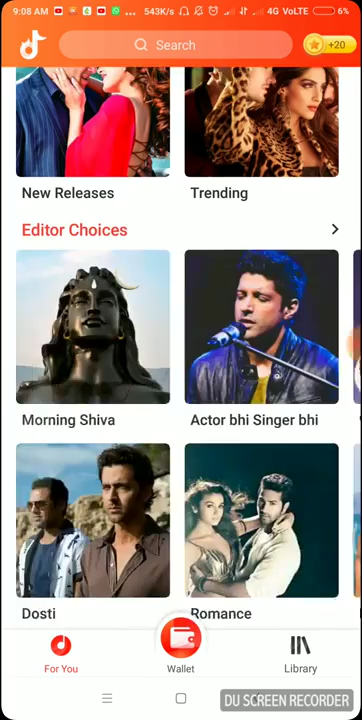 9:08 AM ... 543K/s 4G VoLTE 6%
Search
+20
New Releases
Trending
Editor Choices
Morning Shiva
Actor bhi Singer bhi
Dosti
Romance
For You
Wallet
Library
DU SCREEN RECORDER